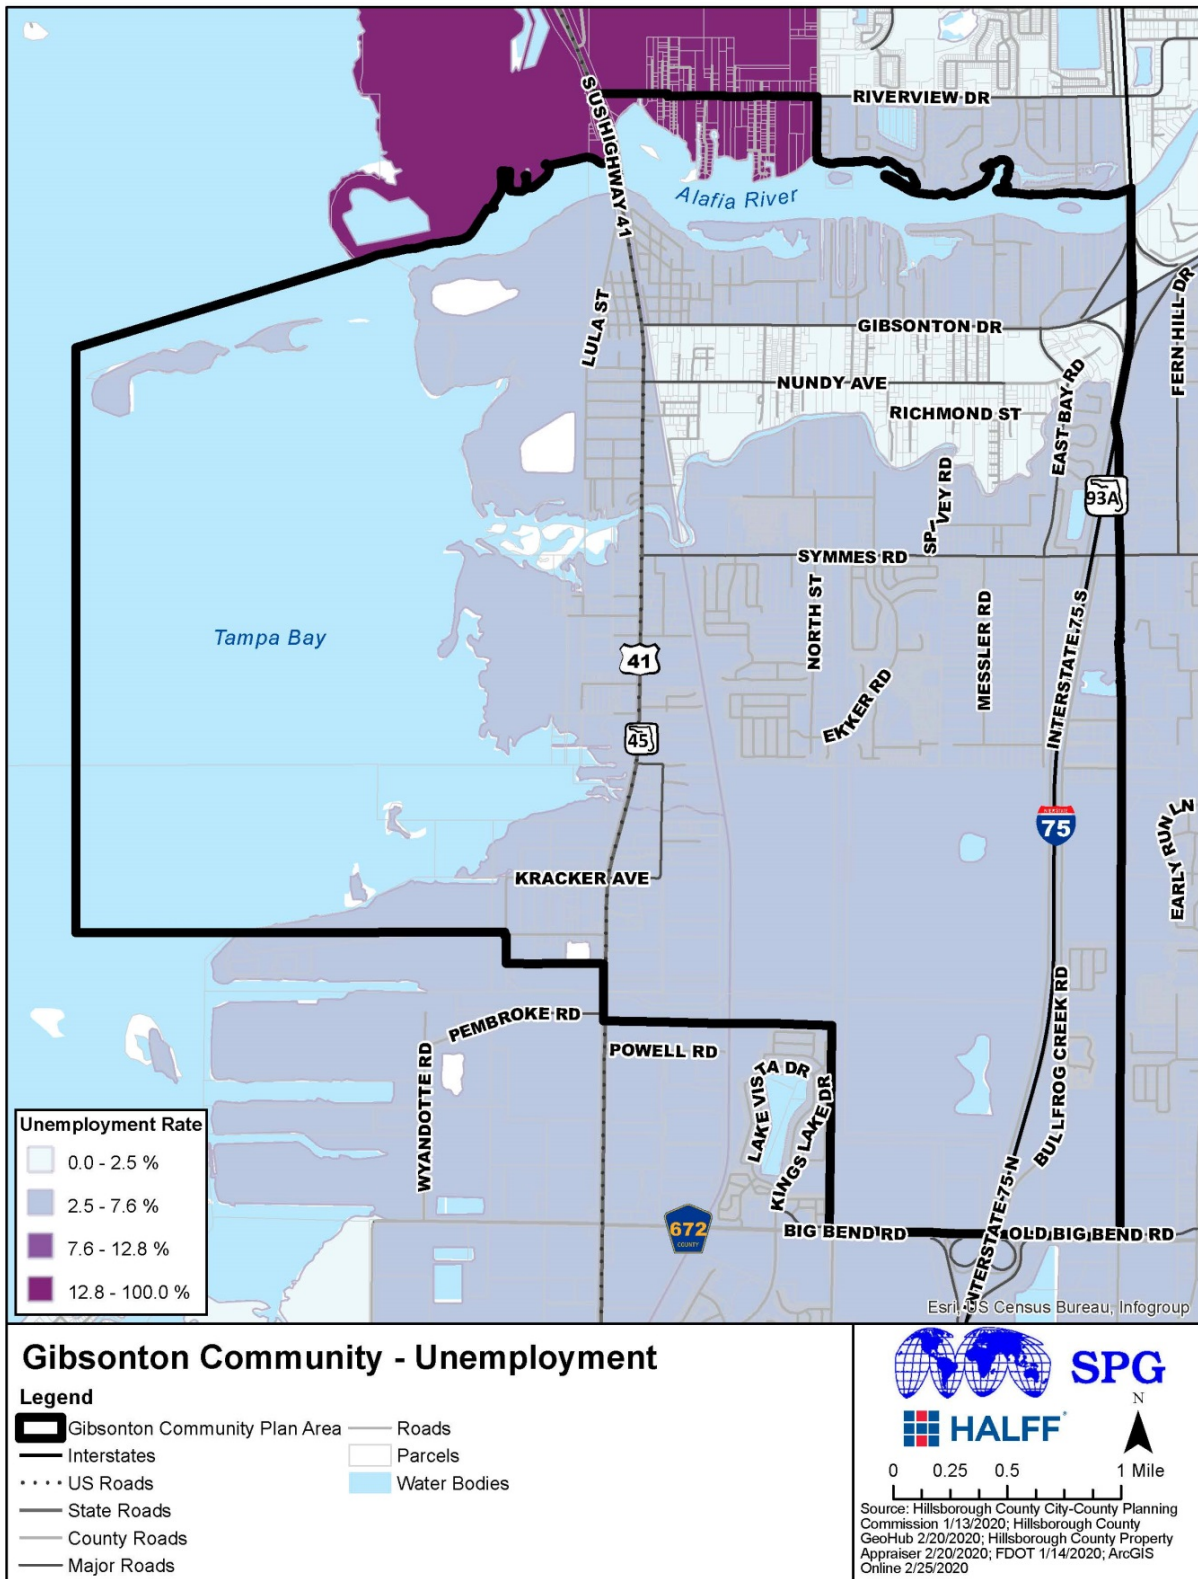 RIVERVIEW DR
S US HIGHWAY 41
Alafia River
FERN HILL DR
LULA ST
GIBSONTON DR
NUNDY AVE
EAST BAY RD
RICHMOND ST
SPIVEY RD
93A
SYMMES RD
NORTH ST
MESSLER RD
INTERSTATE 75 S
Tampa Bay
41
EKKER RD
45
75
EARLY RUN LN
KRACKER AVE
BULLFROG CREEK RD
PEMBROKE RD
POWELL RD
WYANDOTTE RD
LAKE VISTA DR
KINGS LAKE DR
INTERSTATE 75 N
672
COUNTY
BIG BEND RD
OLD BIG BEND RD
Unemployment Rate
0.0 - 2.5 %
2.5 - 7.6 %
7.6 - 12.8 %
12.8 - 100.0 %
Esri, US Census Bureau, Infogroup
Gibsonton Community - Unemployment
Legend
Gibsonton Community Plan Area
Interstates
US Roads
State Roads
County Roads
Major Roads
Roads
Parcels
Water Bodies
SPG
HALFF
N
0 0.25 0.5 1 Mile
Source: Hillsborough County City-County Planning
Commission 1/13/2020; Hillsborough County
GeoHub 2/20/2020; Hillsborough County Property
Appraiser 2/20/2020; FDOT 1/14/2020; ArcGIS
Online 2/25/2020